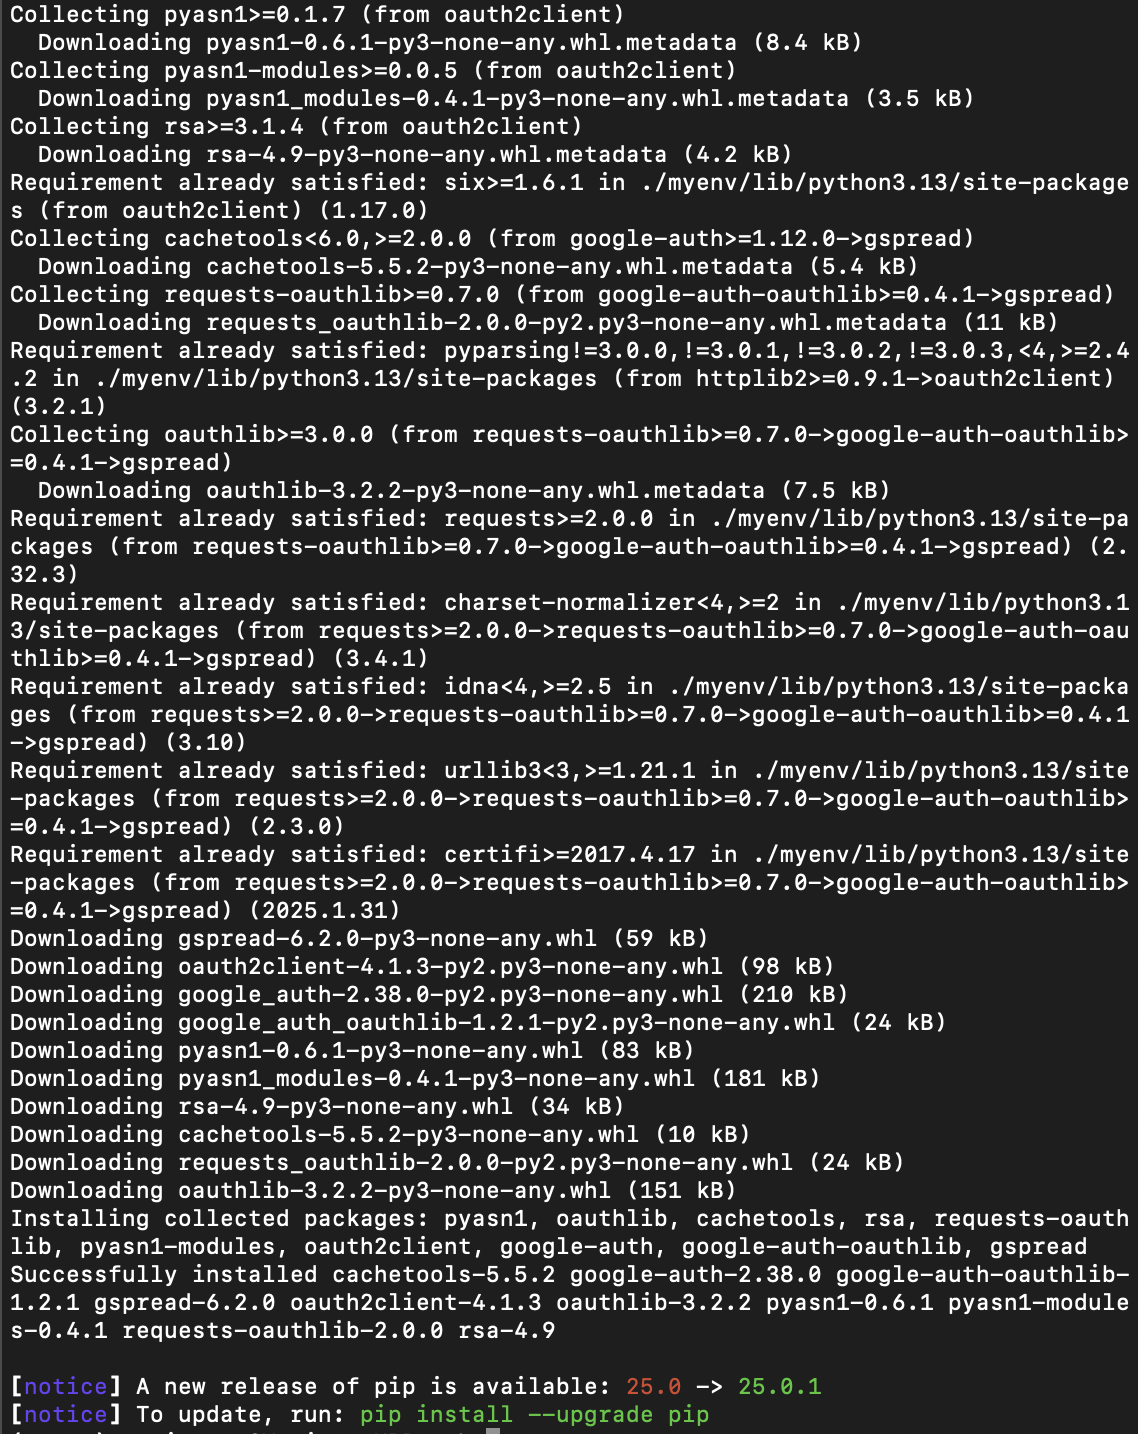 Collecting pyasn1>=0.1.7 (from oauth2client)
  Downloading pyasn1-0.6.1-py3-none-any.whl.metadata (8.4 kB)
Collecting pyasn1-modules>=0.0.5 (from oauth2client)
  Downloading pyasn1_modules-0.4.1-py3-none-any.whl.metadata (3.5 kB)
Collecting rsa>=3.1.4 (from oauth2client)
  Downloading rsa-4.9-py3-none-any.whl.metadata (4.2 kB)
Requirement already satisfied: six>=1.6.1 in ./myenv/lib/python3.13/site-package
s (from oauth2client) (1.17.0)
Collecting cachetools<6.0,>=2.0.0 (from google-auth>=1.12.0->gspread)
  Downloading cachetools-5.5.2-py3-none-any.whl.metadata (5.4 kB)
Collecting requests-oauthlib>=0.7.0 (from google-auth-oauthlib>=0.4.1->gspread)
  Downloading requests_oauthlib-2.0.0-py2.py3-none-any.whl.metadata (11 kB)
Requirement already satisfied: pyparsing!=3.0.0,!=3.0.1,!=3.0.2,!=3.0.3,<4,>=2.4
.2 in ./myenv/lib/python3.13/site-packages (from httplib2>=0.9.1->oauth2client)
(3.2.1)
Collecting oauthlib>=3.0.0 (from requests-oauthlib>=0.7.0->google-auth-oauthlib>
=0.4.1->gspread)
  Downloading oauthlib-3.2.2-py3-none-any.whl.metadata (7.5 kB)
Requirement already satisfied: requests>=2.0.0 in ./myenv/lib/python3.13/site-pa
ckages (from requests-oauthlib>=0.7.0->google-auth-oauthlib>=0.4.1->gspread) (2.
32.3)
Requirement already satisfied: charset-normalizer<4,>=2 in ./myenv/lib/python3.1
3/site-packages (from requests>=2.0.0->requests-oauthlib>=0.7.0->google-auth-oau
thlib>=0.4.1->gspread) (3.4.1)
Requirement already satisfied: idna<4,>=2.5 in ./myenv/lib/python3.13/site-packa
ges (from requests>=2.0.0->requests-oauthlib>=0.7.0->google-auth-oauthlib>=0.4.1
->gspread) (3.10)
Requirement already satisfied: urllib3<3,>=1.21.1 in ./myenv/lib/python3.13/site
-packages (from requests>=2.0.0->requests-oauthlib>=0.7.0->google-auth-oauthlib>
=0.4.1->gspread) (2.3.0)
Requirement already satisfied: certifi>=2017.4.17 in ./myenv/lib/python3.13/site
-packages (from requests>=2.0.0->requests-oauthlib>=0.7.0->google-auth-oauthlib>
=0.4.1->gspread) (2025.1.31)
Downloading gspread-6.2.0-py3-none-any.whl (59 kB)
Downloading oauth2client-4.1.3-py2.py3-none-any.whl (98 kB)
Downloading google_auth-2.38.0-py2.py3-none-any.whl (210 kB)
Downloading google_auth_oauthlib-1.2.1-py2.py3-none-any.whl (24 kB)
Downloading pyasn1-0.6.1-py3-none-any.whl (83 kB)
Downloading pyasn1_modules-0.4.1-py3-none-any.whl (181 kB)
Downloading rsa-4.9-py3-none-any.whl (34 kB)
Downloading cachetools-5.5.2-py3-none-any.whl (10 kB)
Downloading requests_oauthlib-2.0.0-py2.py3-none-any.whl (24 kB)
Downloading oauthlib-3.2.2-py3-none-any.whl (151 kB)
Installing collected packages: pyasn1, oauthlib, cachetools, rsa, requests-oauth
lib, pyasn1-modules, oauth2client, google-auth, google-auth-oauthlib, gspread
Successfully installed cachetools-5.5.2 google-auth-2.38.0 google-auth-oauthlib-
1.2.1 gspread-6.2.0 oauth2client-4.1.3 oauthlib-3.2.2 pyasn1-0.6.1 pyasn1-module
s-0.4.1 requests-oauthlib-2.0.0 rsa-4.9
[notice] A new release of pip is available: 25.0 -> 25.0.1
[notice] To update, run: pip install --upgrade pip